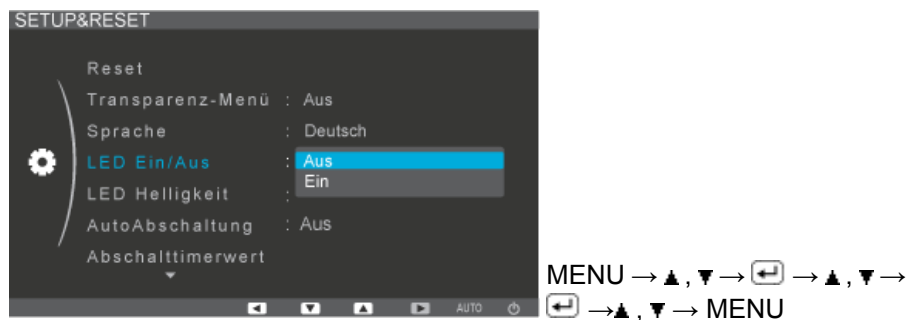 SETUP&RESET
Reset
Transparenz-Menü : Aus
Sprache : Deutsch
LED Ein/Aus : Aus
Ein
LED Helligkeit :
AutoAbschaltung : Aus
Abschalttimerwert
AUTO
MENU → ▲ , ▼ → ↵ → ▲ , ▼ →
↵ → ▲ , ▼ → MENU